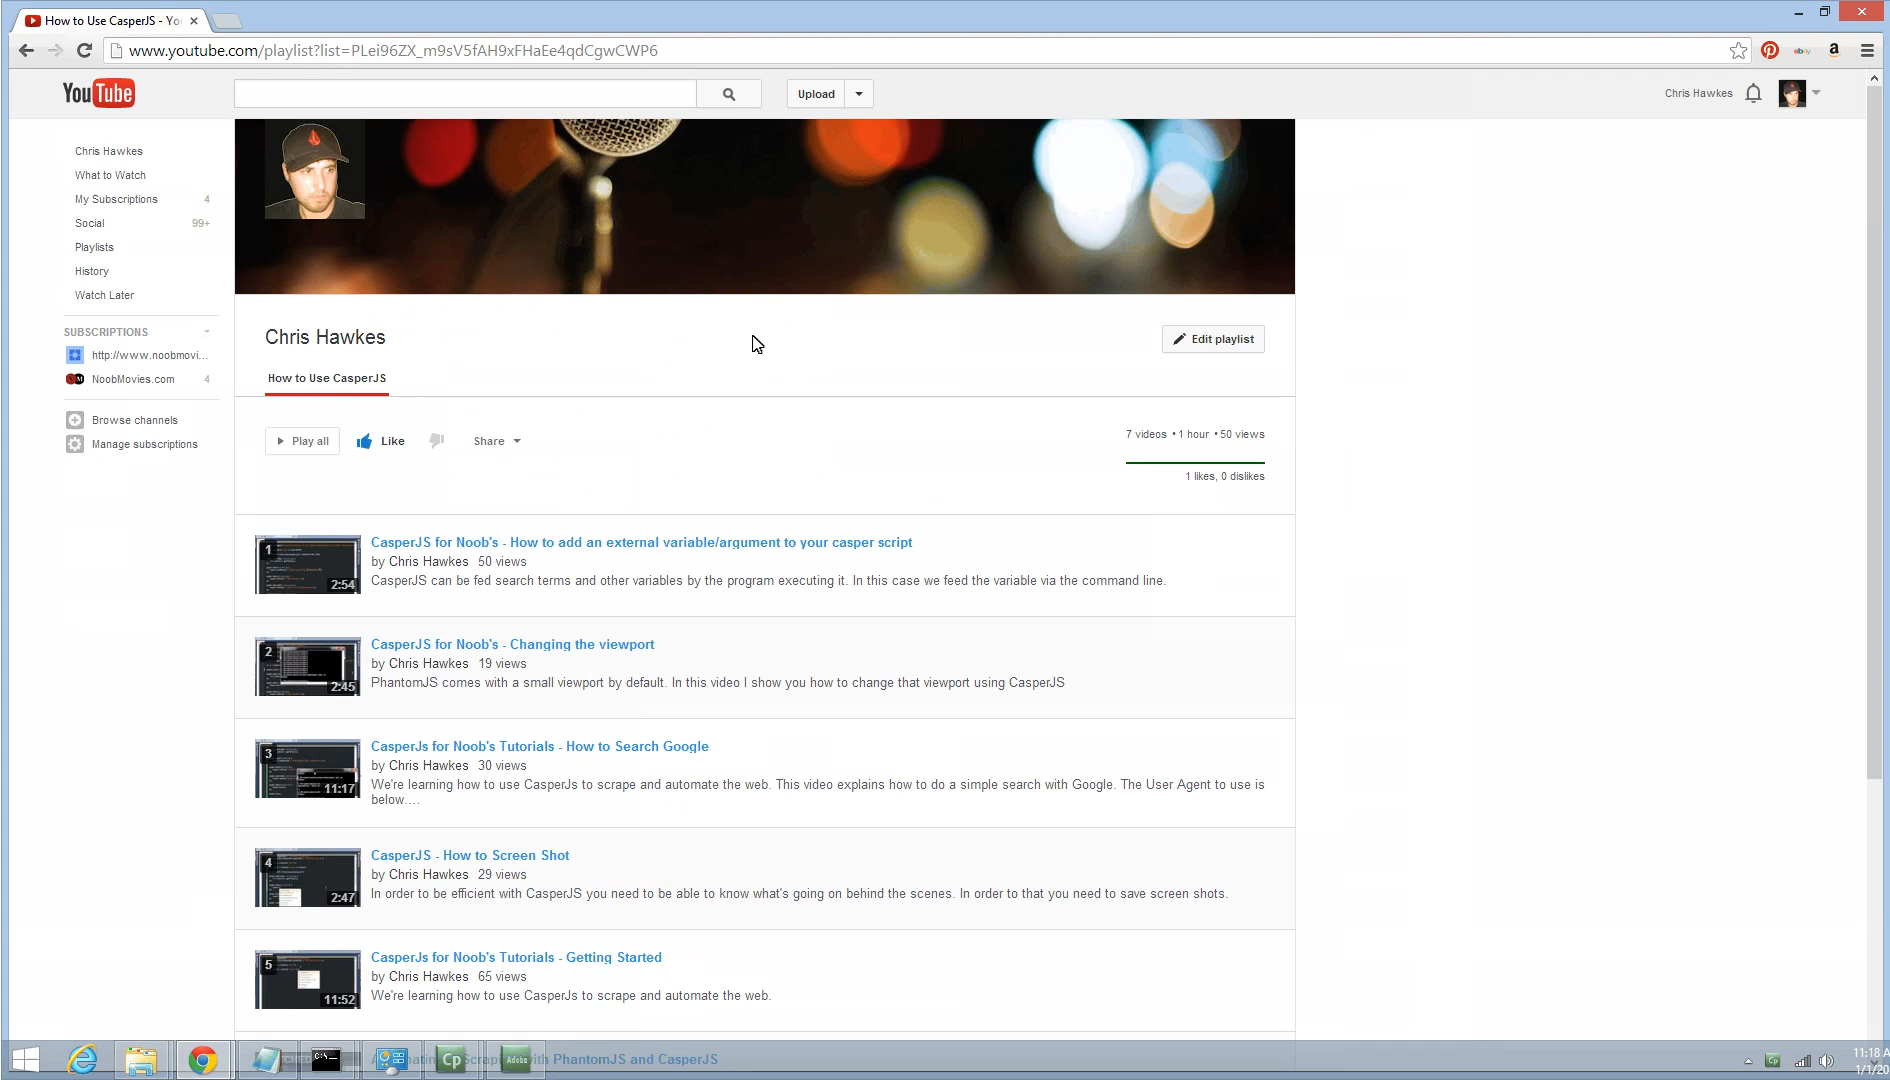 How to Use CasperJS - Yo
www.youtube.com/playlist?list=PLei96ZX_m9sV5fAH9xFHaEe4qdCgwCWP6
ebay
a
YouTube
Upload
Chris Hawkes
Chris Hawkes
What to Watch
My Subscriptions 4
Social 99+
Playlists
History
Watch Later
SUBSCRIPTIONS
http://www.noobmovi...
NoobMovies.com 4
Browse channels
Manage subscriptions
Chris Hawkes
Edit playlist
How to Use CasperJS
Play all Like Share
7 videos • 1 hour • 50 views
1 likes, 0 dislikes
1
2:54
CasperJS for Noob's - How to add an external variable/argument to your casper script
by Chris Hawkes 50 views
CasperJS can be fed search terms and other variables by the program executing it. In this case we feed the variable via the command line.
2
2:45
CasperJS for Noob's - Changing the viewport
by Chris Hawkes 19 views
PhantomJS comes with a small viewport by default. In this video I show you how to change that viewport using CasperJS
3
11:17
CasperJs for Noob's Tutorials - How to Search Google
by Chris Hawkes 30 views
We're learning how to use CasperJs to scrape and automate the web. This video explains how to do a simple search with Google. The User Agent to use is
below....
4
2:47
CasperJS - How to Screen Shot
by Chris Hawkes 29 views
In order to be efficient with CasperJS you need to be able to know what's going on behind the scenes. In order to that you need to save screen shots.
5
11:52
CasperJs for Noob's Tutorials - Getting Started
by Chris Hawkes 65 views
We're learning how to use CasperJs to scrape and automate the web.
with PhantomJS and CasperJS
C:\
Cp
Adobe
Cp
11:18 A
1/1/20